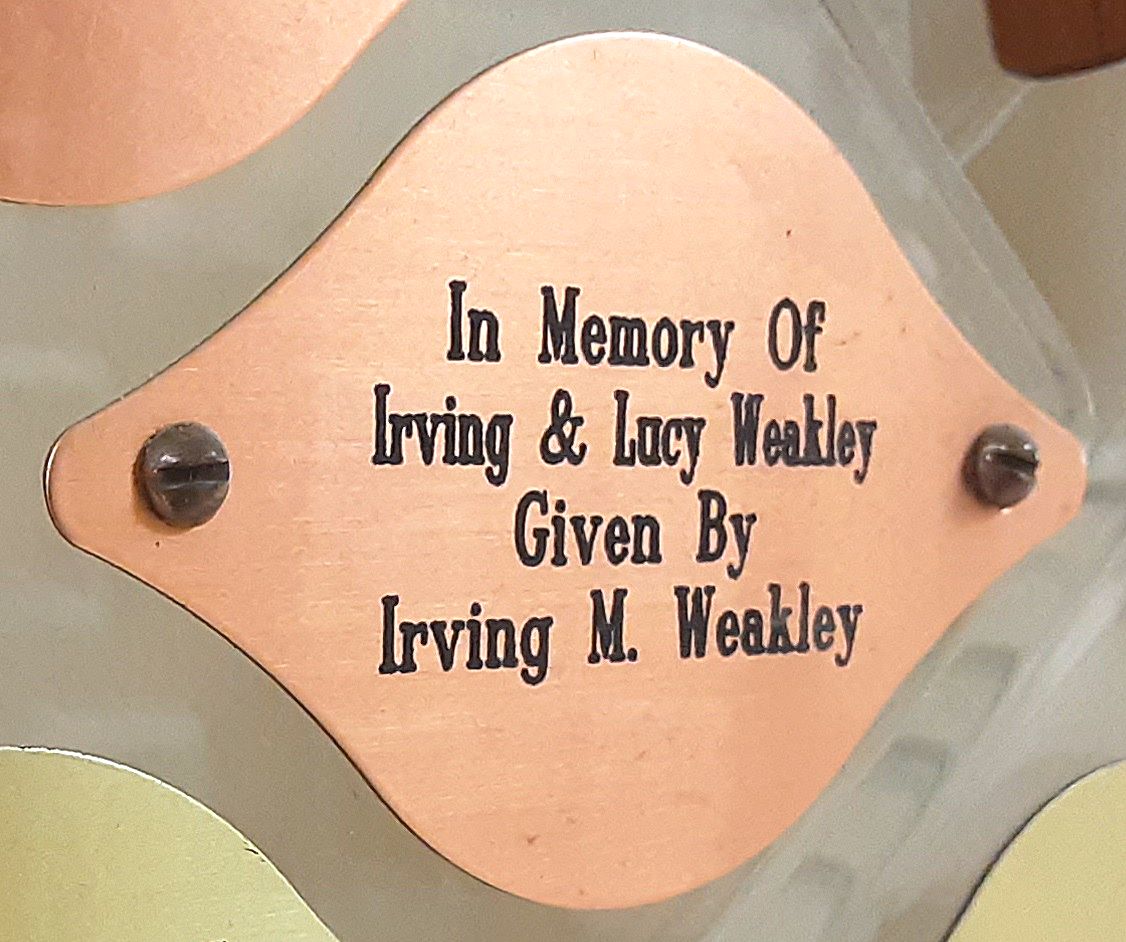 In Memory Of
Irving & Lucy Weakley
Given By
Irving M. Weakley